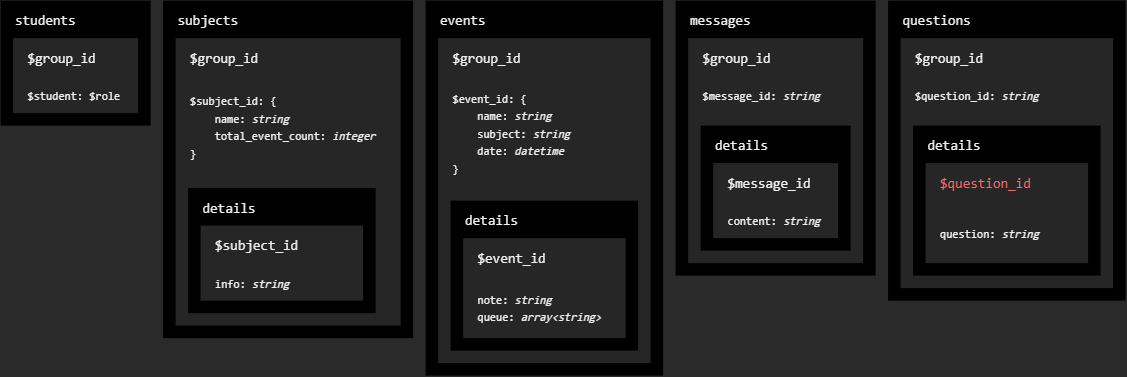 students
$group_id
$student: $role
subjects
$group_id
$subject_id: {
name: string
total_event_count: integer
}
details
$subject_id
info: string
events
$group_id
$event_id: {
name: string
subject: string
date: datetime
}
details
$event_id
note: string
queue: array<string>
messages
$group_id
$message_id: string
details
$message_id
content: string
questions
$group_id
$question_id: string
details
$question_id
question: string